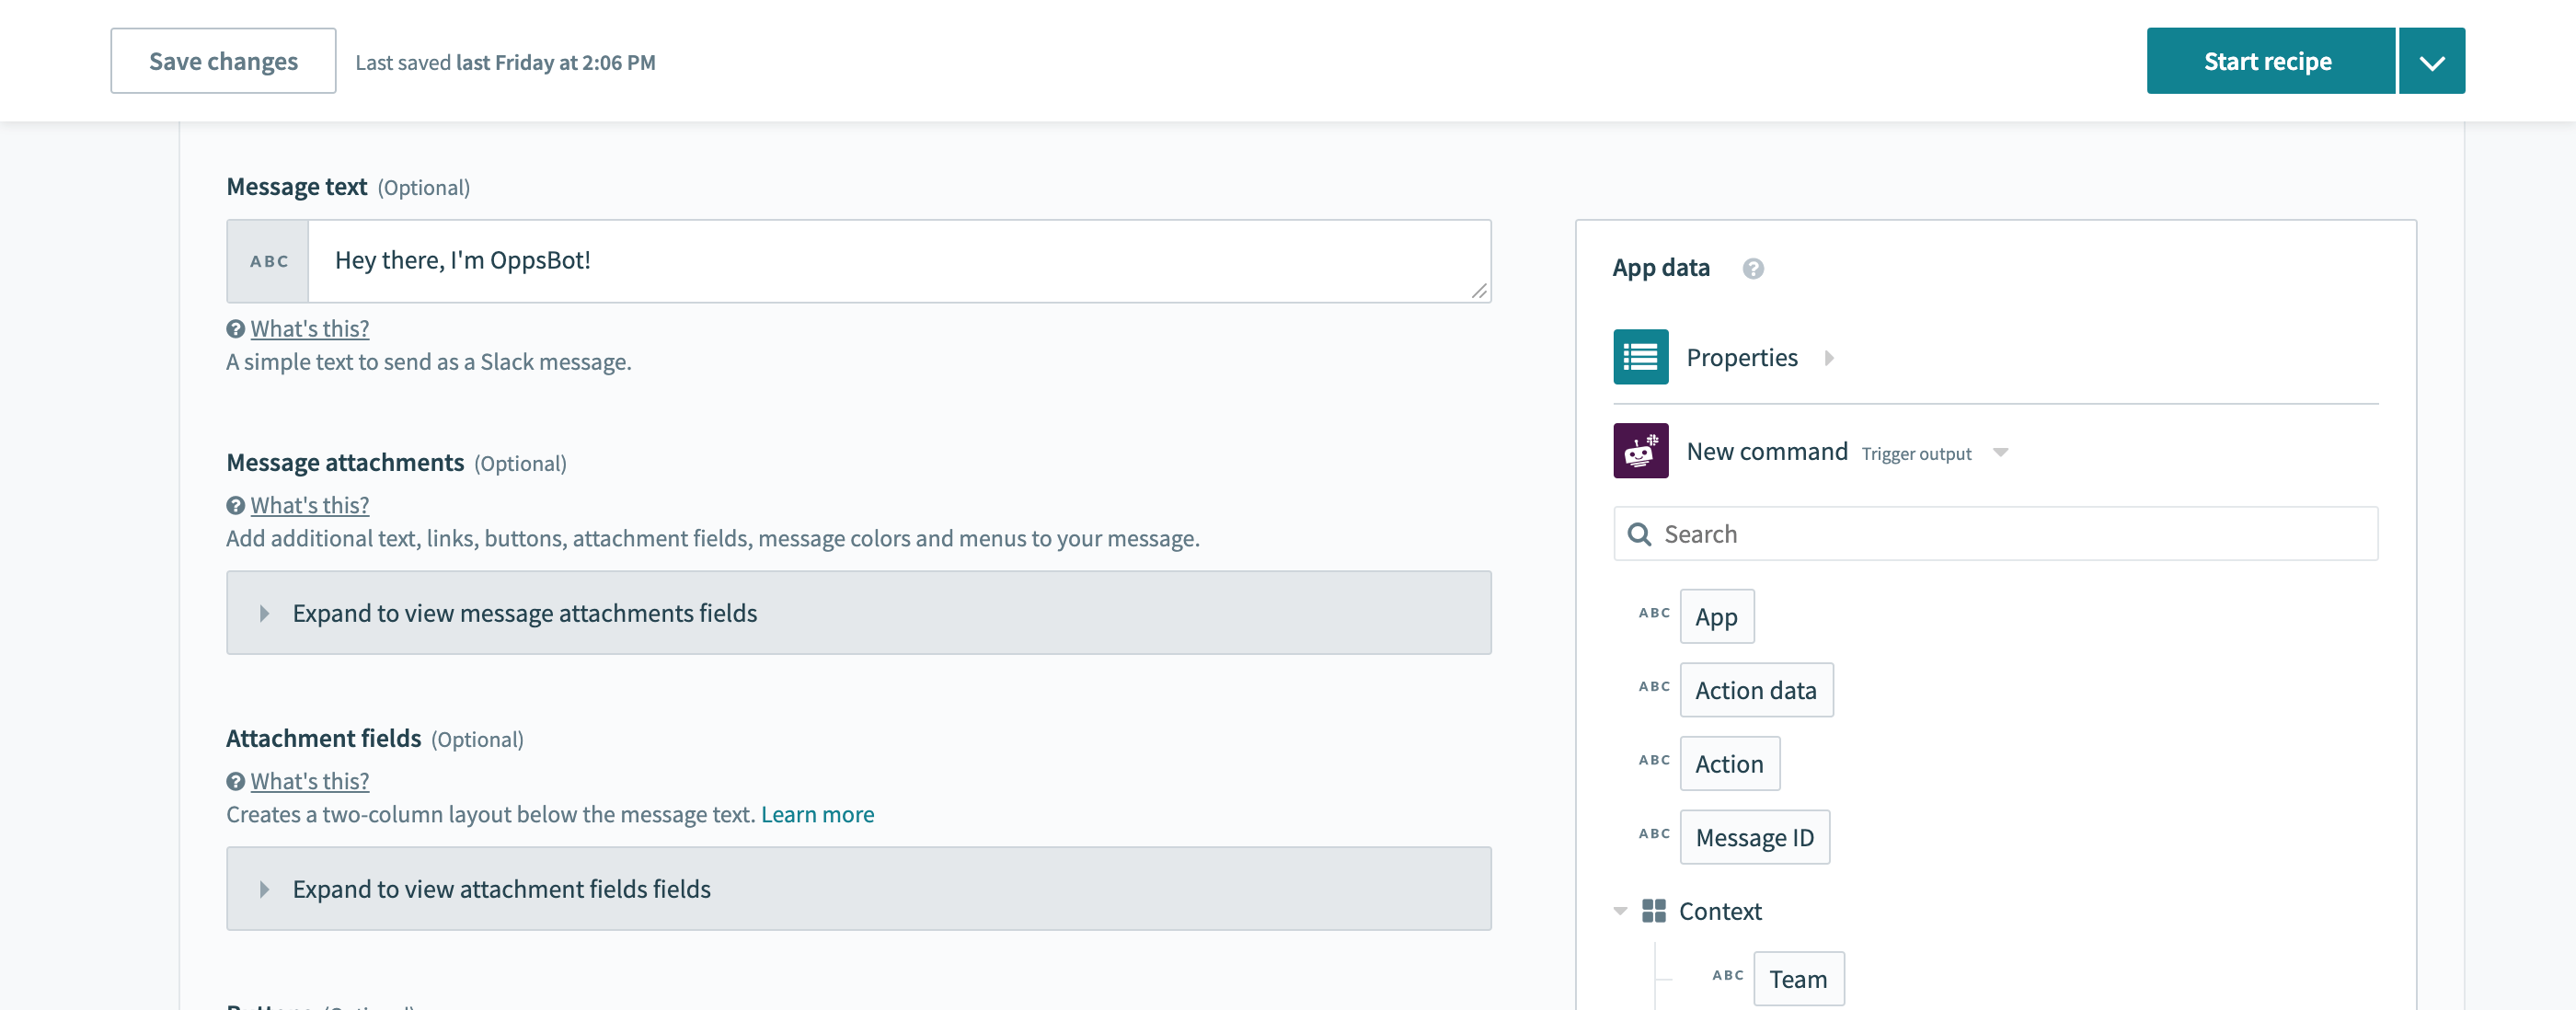 Save changes
Last saved last Friday at 2:06 PM
Start recipe
Message text (Optional)
ABC
Hey there, I'm OppsBot!
What's this?
A simple text to send as a Slack message.
Message attachments (Optional)
What's this?
Add additional text, links, buttons, attachment fields, message colors and menus to your message.
Expand to view message attachments fields
Attachment fields (Optional)
What's this?
Creates a two-column layout below the message text. Learn more
Expand to view attachment fields fields
App data
Properties
New command Trigger output
Search
ABC App
ABC Action data
ABC Action
ABC Message ID
Context
ABC Team